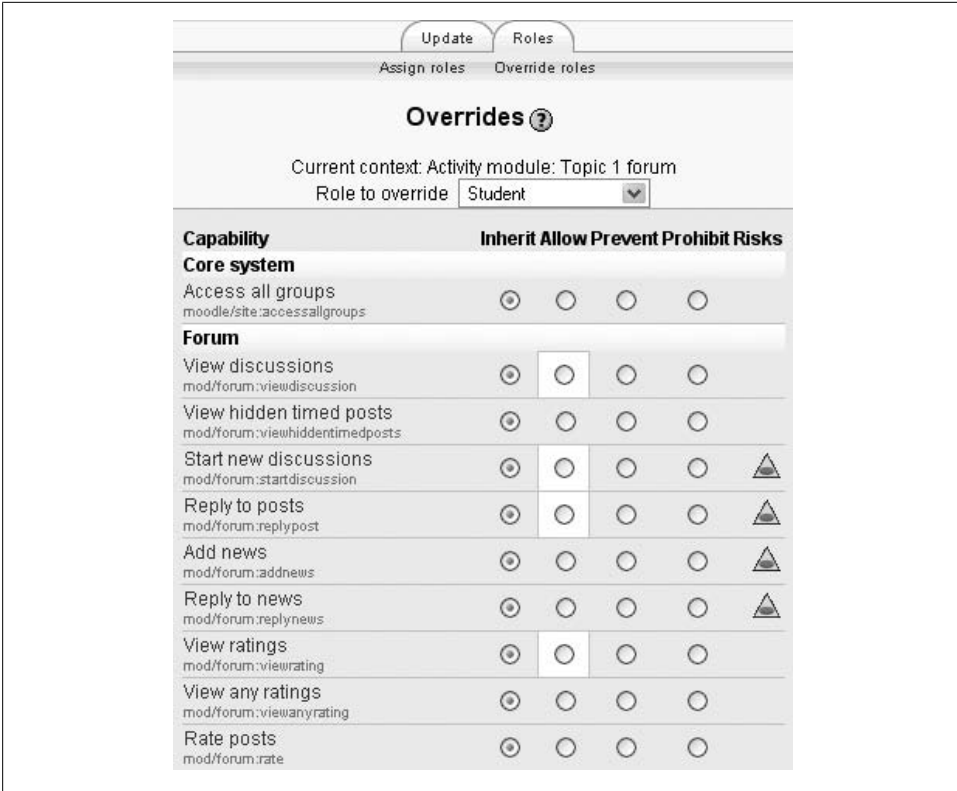 Update Roles
Assign roles Override roles
Overrides ?
Current context: Activity module: Topic 1 forum
Role to override Student
Capability Inherit Allow Prevent Prohibit Risks
Core system
Access all groups
moodle/site:accessallgroups
Forum
View discussions
mod/forum:viewdiscussion
View hidden timed posts
mod/forum:viewhiddentimedposts
Start new discussions
mod/forum:startdiscussion
Reply to posts
mod/forum:replypost
Add news
mod/forum:addnews
Reply to news
mod/forum:replynews
View ratings
mod/forum:viewrating
View any ratings
mod/forum:viewanyrating
Rate posts
mod/forum:rate